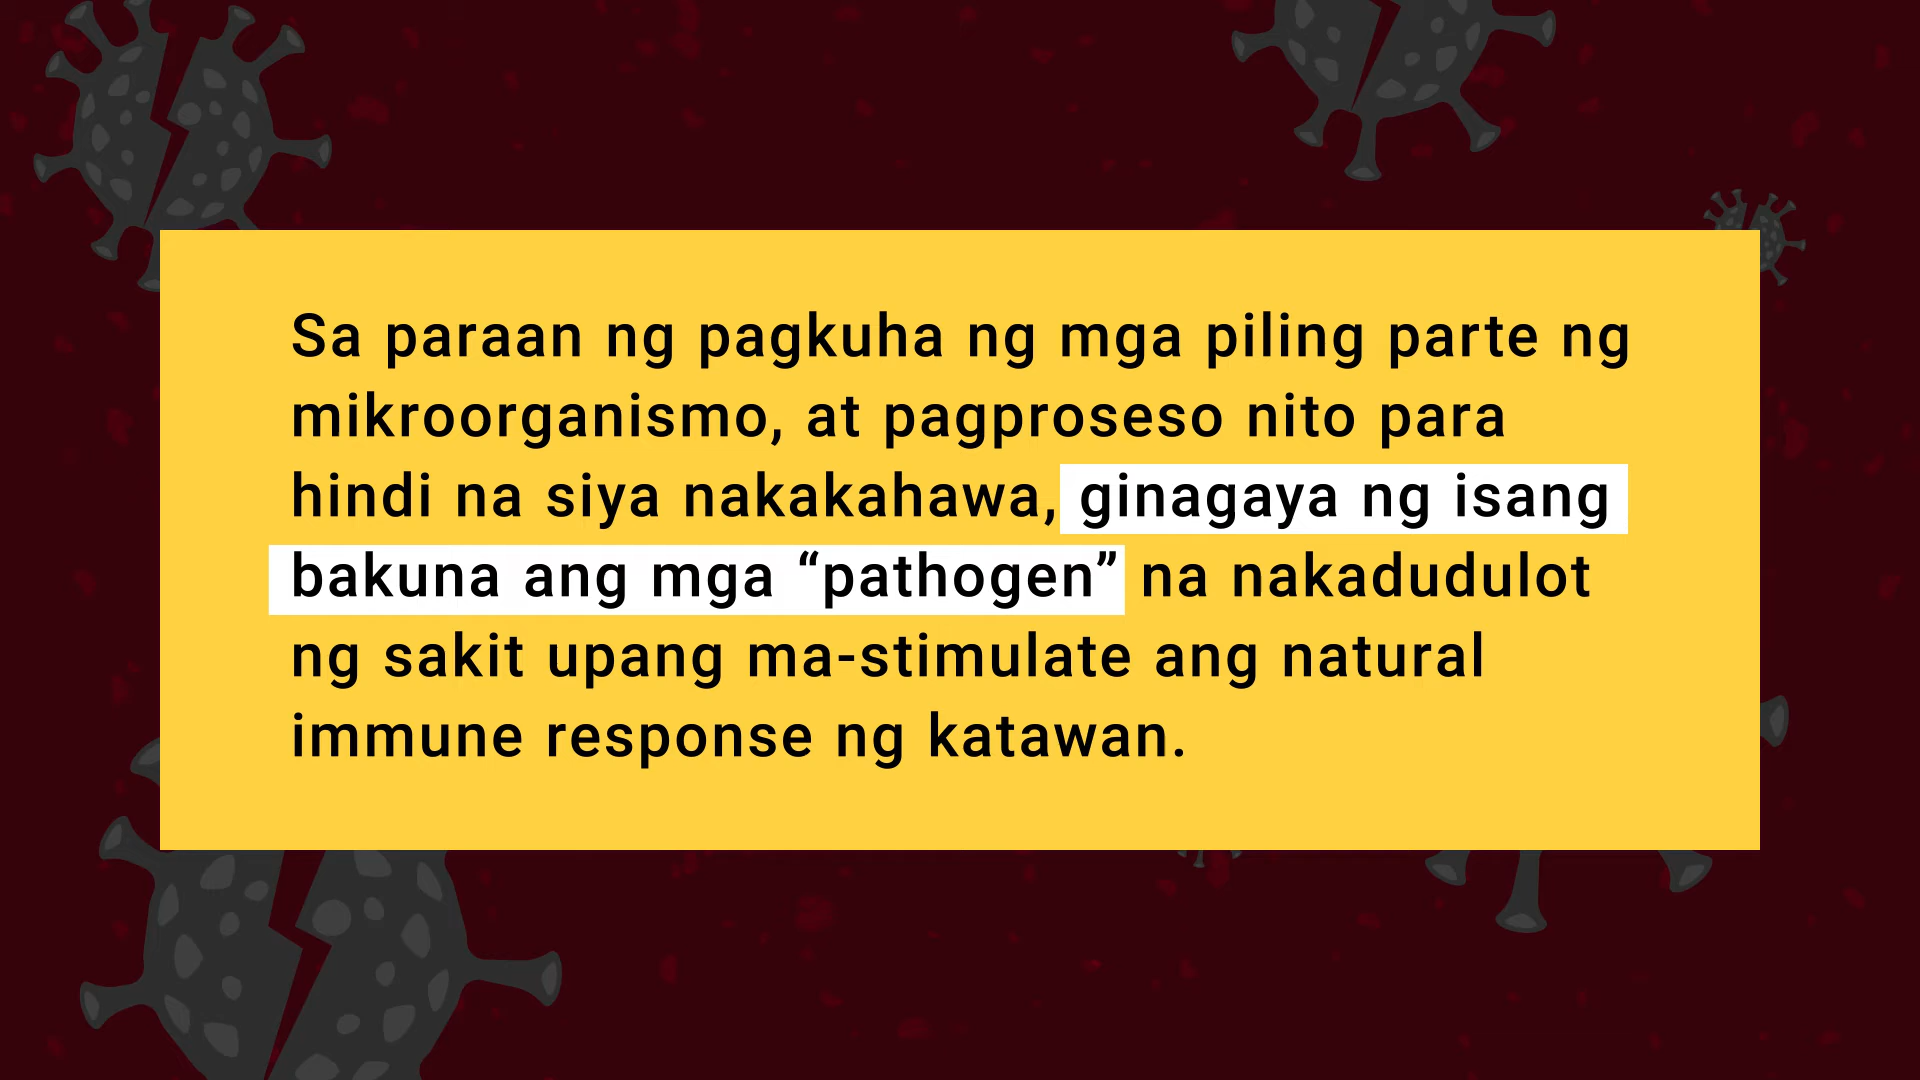 Sa paraan ng pagkuha ng mga piling parte ng
mikroorganismo, at pagproseso nito para
hindi na siya nakakahawa, ginagaya ng isang
bakuna ang mga “pathogen” na nakadudulot
ng sakit upang ma-stimulate ang natural
immune response ng katawan.